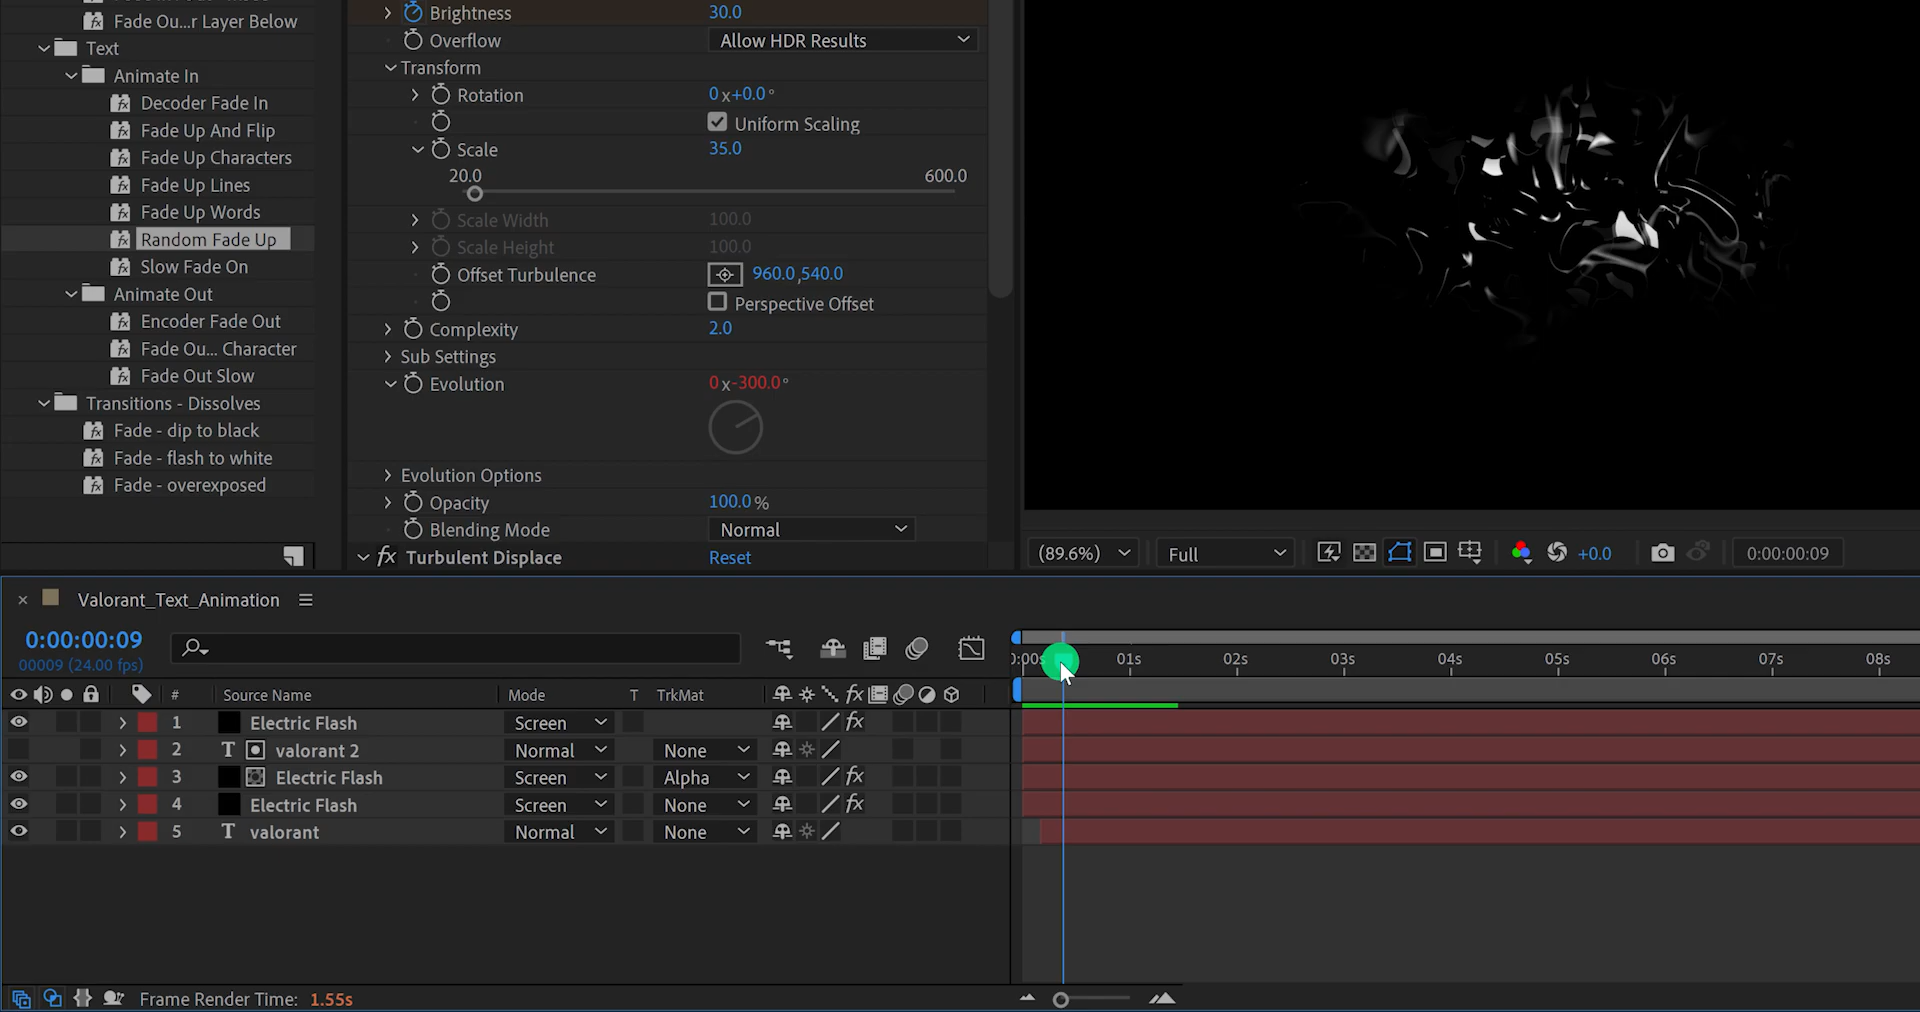 Fade Ou...r Layer Below
Text
Animate In
Decoder Fade In
Fade Up And Flip
Fade Up Characters
Fade Up Lines
Fade Up Words
Random Fade Up
Slow Fade On
Animate Out
Encoder Fade Out
Fade Ou... Character
Fade Out Slow
Transitions - Dissolves
Fade - dip to black
Fade - flash to white
Fade - overexposed
Brightness 30.0
Overflow Allow HDR Results
Transform
Rotation 0x+0.0°
Uniform Scaling
Scale 35.0
20.0 600.0
Scale Width 100.0
Scale Height 100.0
Offset Turbulence 960.0,540.0
Perspective Offset
Complexity 2.0
Sub Settings
Evolution 0x-300.0°
Evolution Options
Opacity 100.0%
Blending Mode Normal
fx Turbulent Displace Reset
(89.6%) Full +0.0 0:00:00:09
Valorant_Text_Animation
0:00:00:09
00009 (24.00 fps)
0:00s 01s 02s 03s 04s 05s 06s 07s 08s
# Source Name Mode T TrkMat fx
1 Electric Flash Screen fx
2 T valorant 2 Normal None
3 Electric Flash Screen Alpha fx
4 Electric Flash Screen None fx
5 T valorant Normal None
Frame Render Time: 1.55s